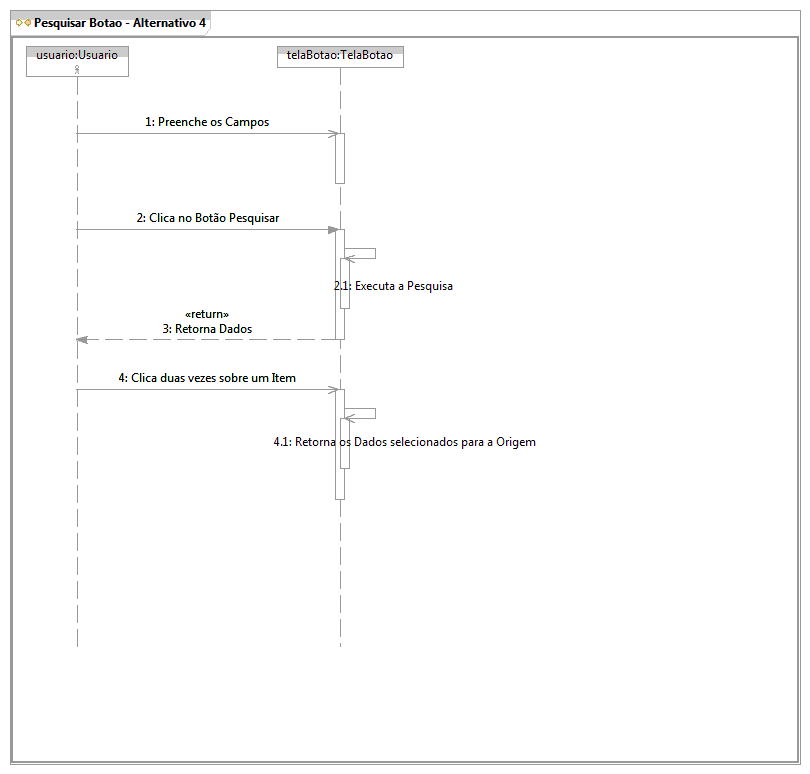 Pesquisar Botao - Alternativo 4
usuario:Usuario
telaBotao:TelaBotao
1: Preenche os Campos
2: Clica no Botão Pesquisar
2.1: Executa a Pesquisa
«return»
3: Retorna Dados
4: Clica duas vezes sobre um Item
4.1: Retorna os Dados selecionados para a Origem